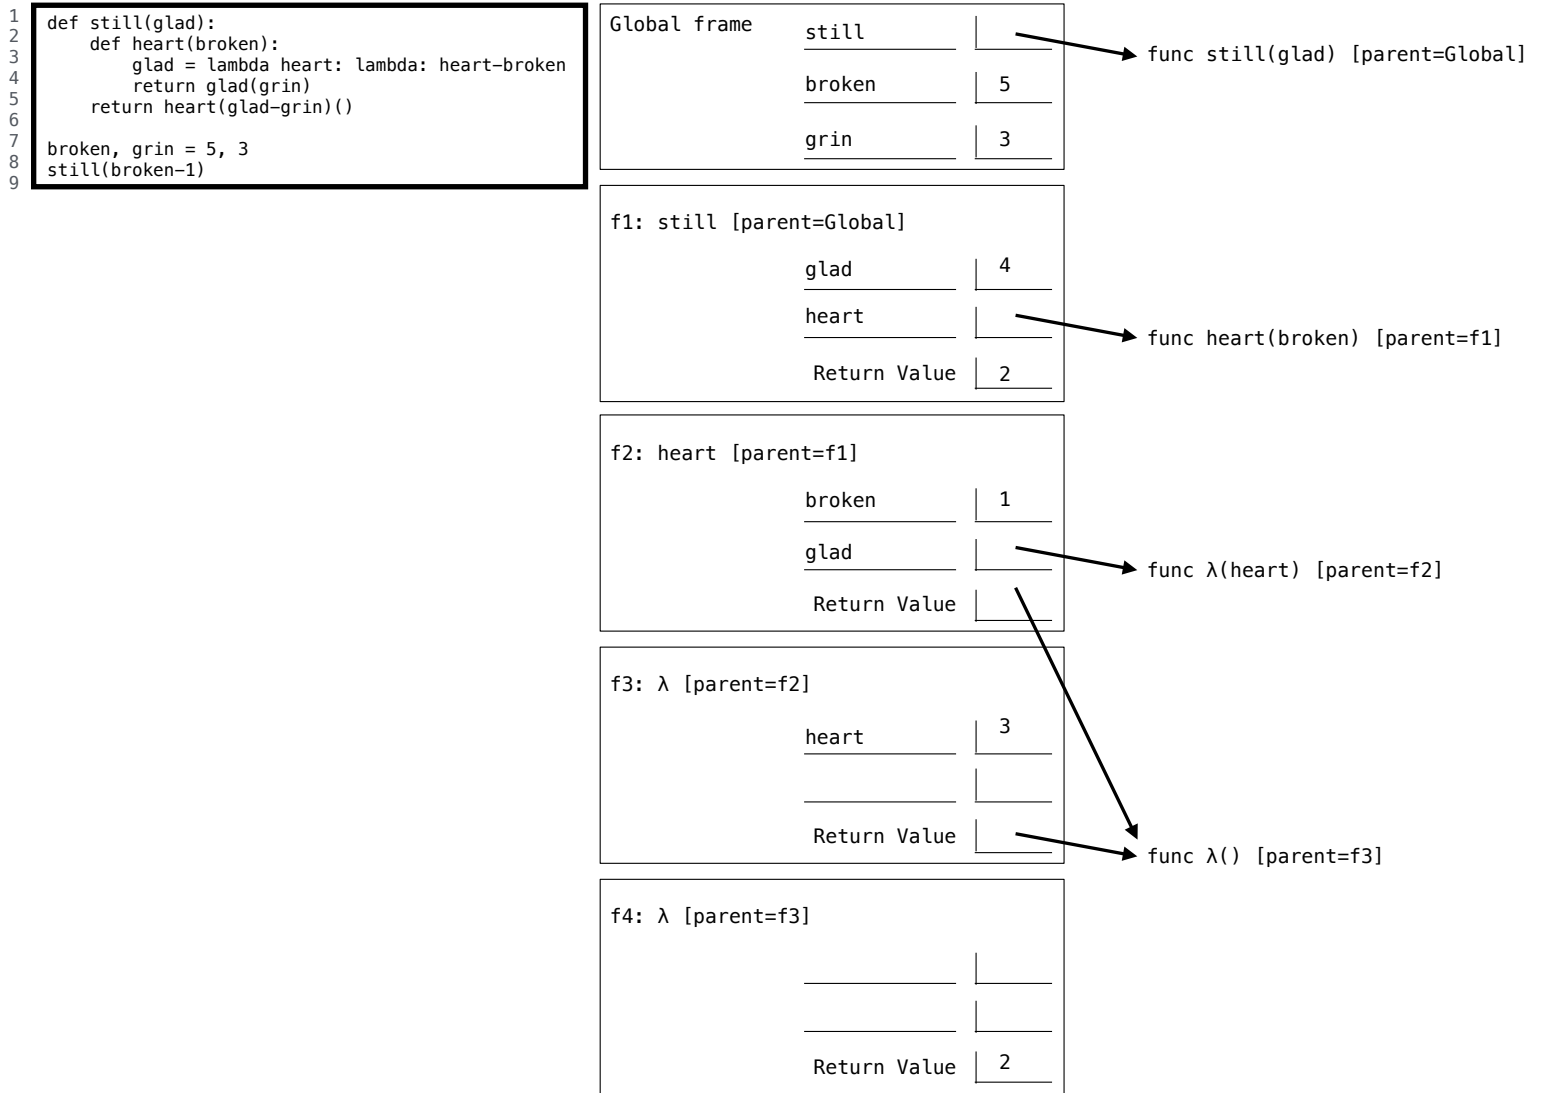 1
2
3
4
5
6
7
8
9
def still(glad):
    def heart(broken):
        glad = lambda heart: lambda: heart-broken
        return glad(grin)
    return heart(glad-grin)()

broken, grin = 5, 3
still(broken-1)
Global frame
still
func still(glad) [parent=Global]
broken 5
grin 3
f1: still [parent=Global]
glad 4
heart
func heart(broken) [parent=f1]
Return Value 2
f2: heart [parent=f1]
broken 1
glad
func λ(heart) [parent=f2]
Return Value
f3: λ [parent=f2]
heart 3
Return Value
func λ() [parent=f3]
f4: λ [parent=f3]
Return Value 2